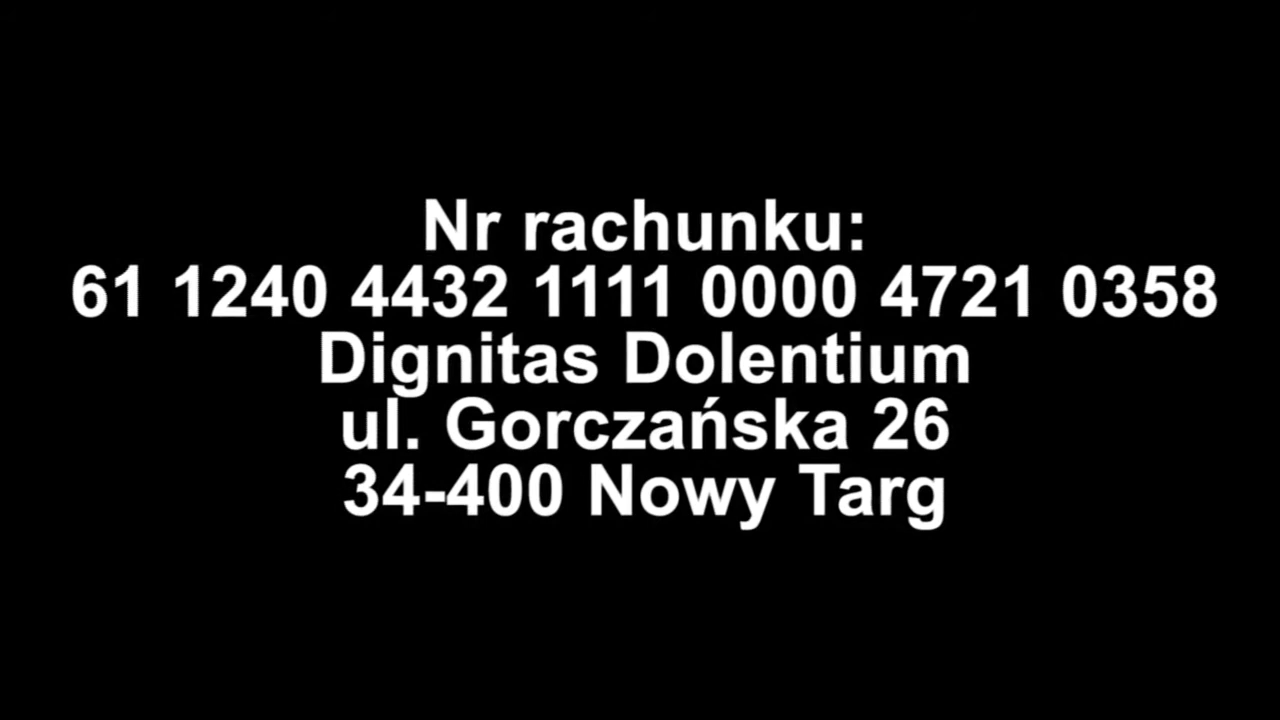 Nr rachunku:
61 1240 4432 1111 0000 4721 0358
Dignitas Dolentium
ul. Gorczańska 26
34-400 Nowy Targ